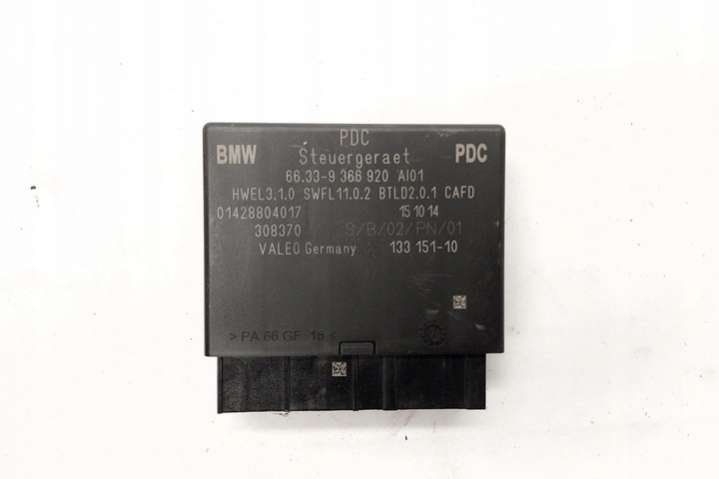 PDC
BMW Steuergeraet PDC
66.33-9 366 920 AI01
HWEL3.1.0 SWFL11.0.2 BTLD2.0.1 CAFD
01428804017 15 10 14
308370 S/B/02/PN/01
VALEO Germany 133 151-10
> PA 66 GF 15 <